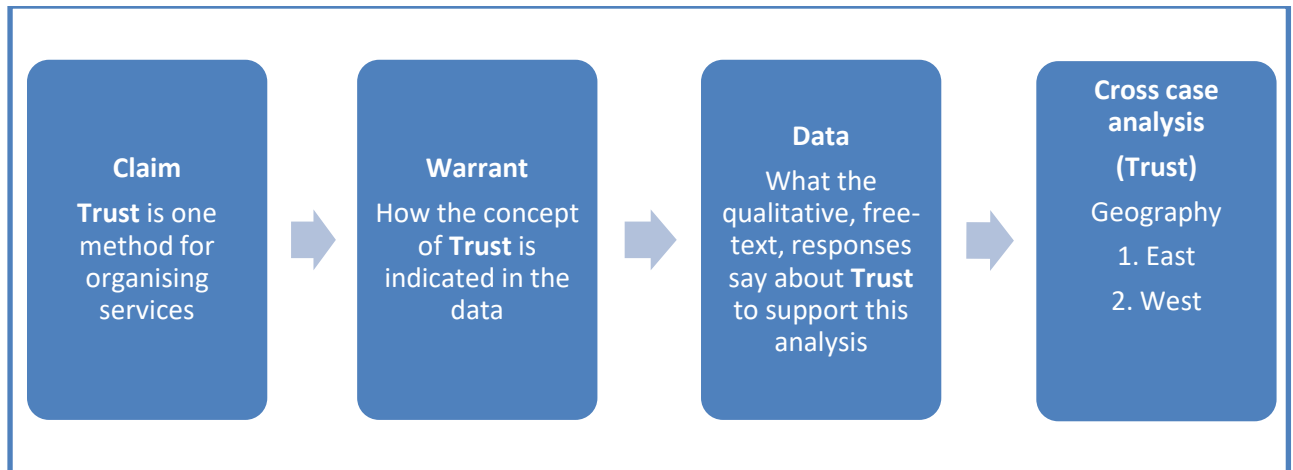 Claim
Trust is one
method for
organising
services
Warrant
How the concept
of Trust is
indicated in the
data
Data
What the
qualitative, free-
text, responses
say about Trust
to support this
analysis
Cross case
analysis
(Trust)
Geography
1. East
2. West